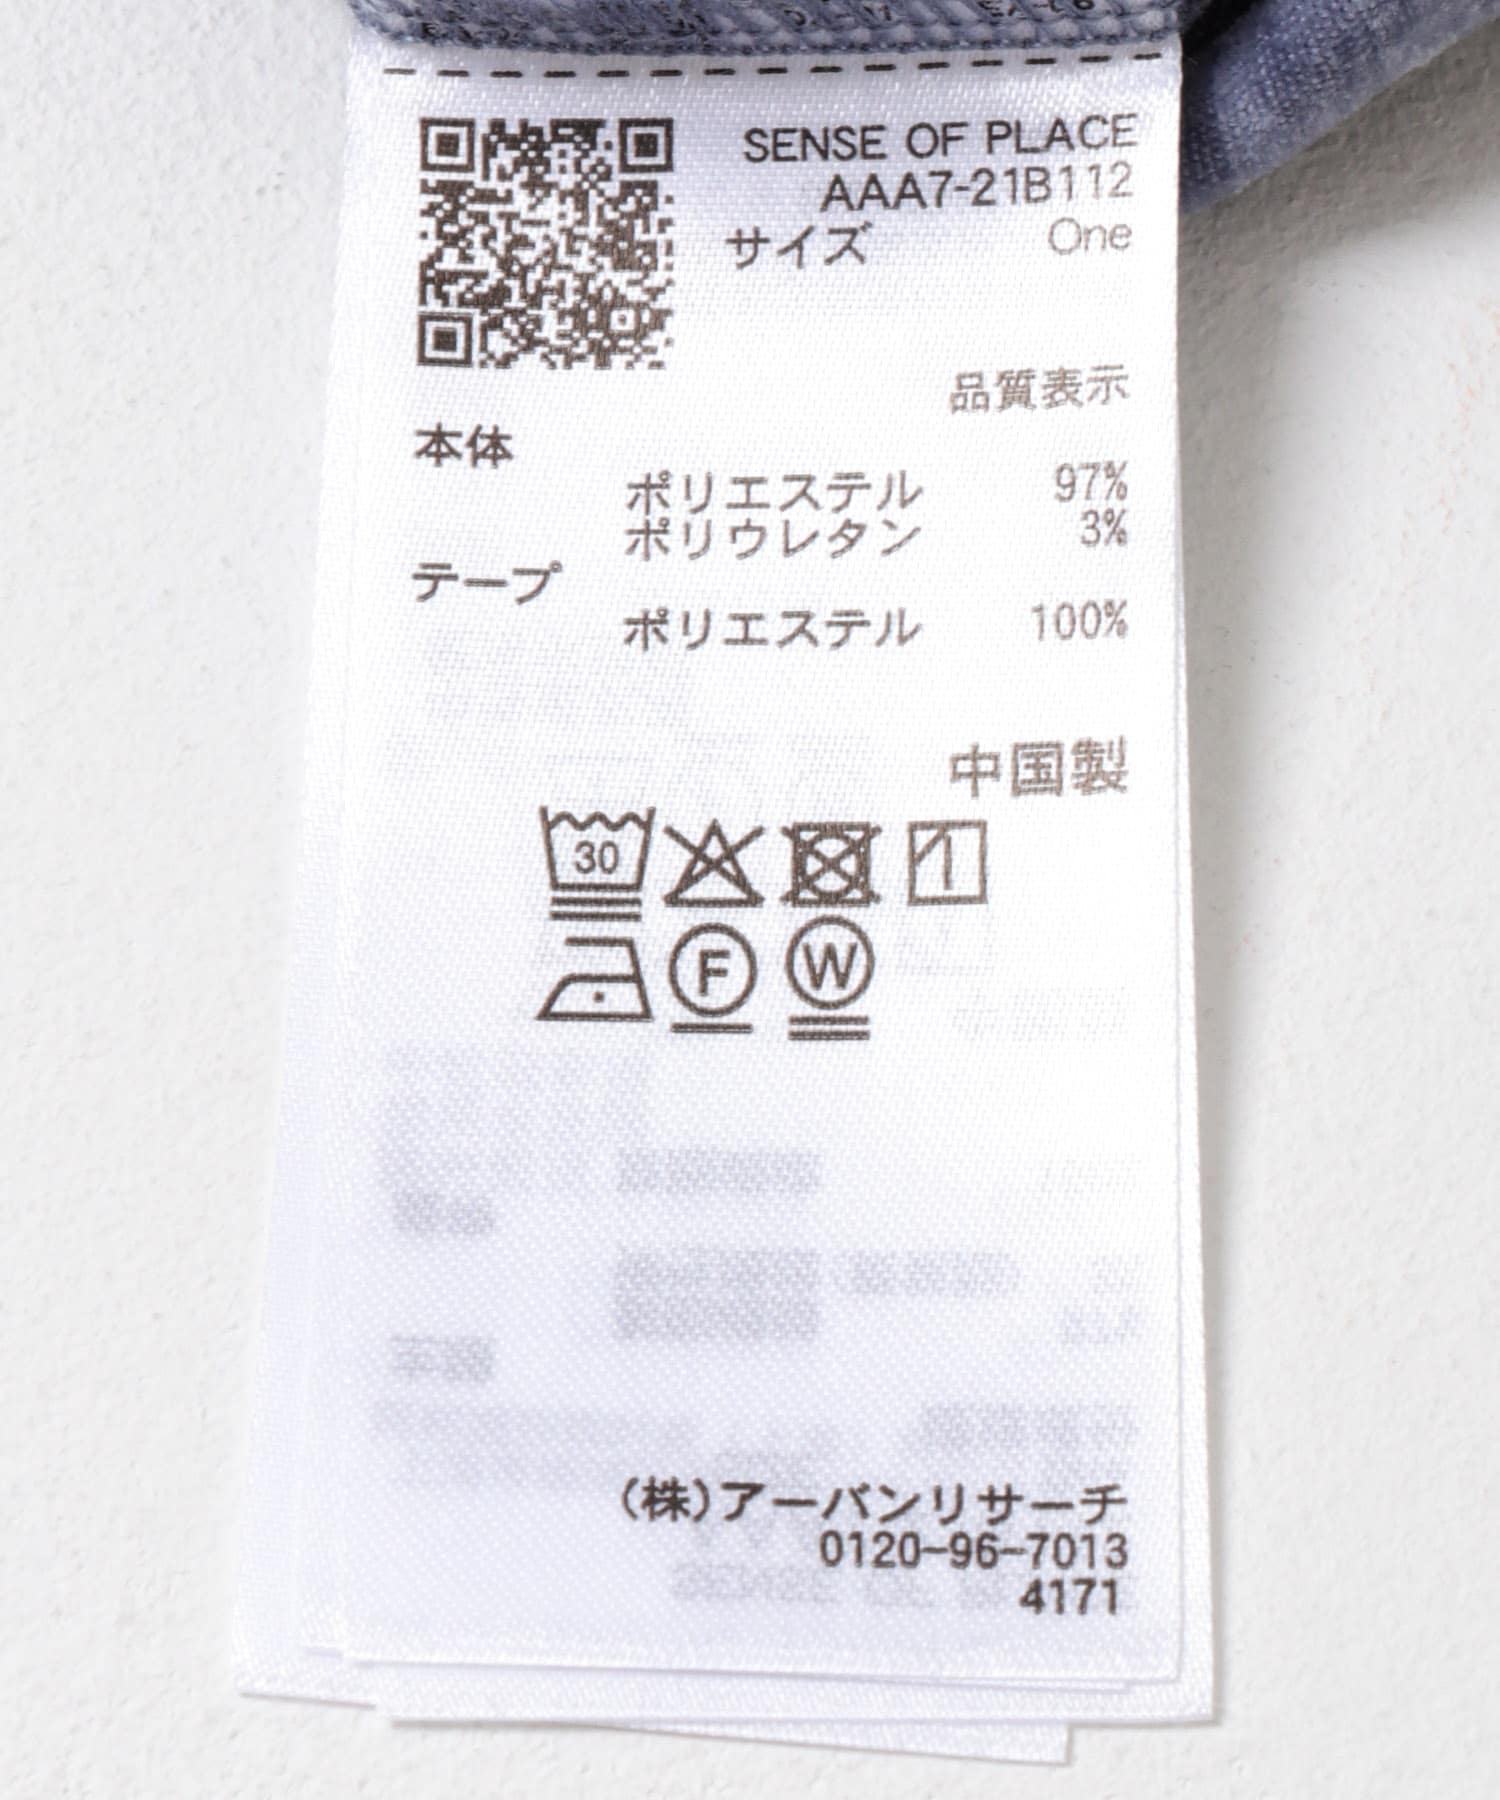 SENSE OF PLACE
AAA7-21B112
サイズ One
品質表示
本体
ポリエステル 97%
ポリウレタン 3%
テープ
ポリエステル 100%
中国製
30
F W
(株)アーバンリサーチ
0120-96-7013
4171